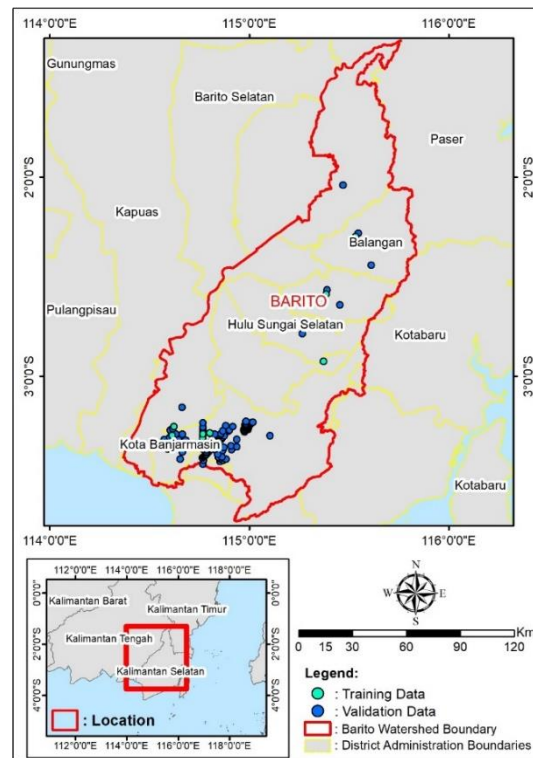 114°0'0"E
115°0'0"E
116°0'0"E
Gunungmas
Barito Selatan
Paser
2°0'0"S
2°0'0"S
Kapuas
Balangan
Pulangpisau
BARITO
Hulu Sungai Selatan
Kotabaru
3°0'0"S
3°0'0"S
Kota Banjarmasin
Kotabaru
114°0'0"E
115°0'0"E
116°0'0"E
112°0'0"E
114°0'0"E
116°0'0"E
118°0'0"E
Kalimantan Barat
Kalimantan Timur
Kalimantan Tengah
Kalimantan Selatan
0°0'0"
0°0'0"
2°0'0"S
2°0'0"S
4°0'0"S
4°0'0"S
: Location
112°0'0"E
114°0'0"E
116°0'0"E
118°0'0"E
N
W
E
S
Km
0 15 30 60 90 120
Legend:
: Training Data
: Validation Data
: Barito Watershed Boundary
: District Administration Boundaries